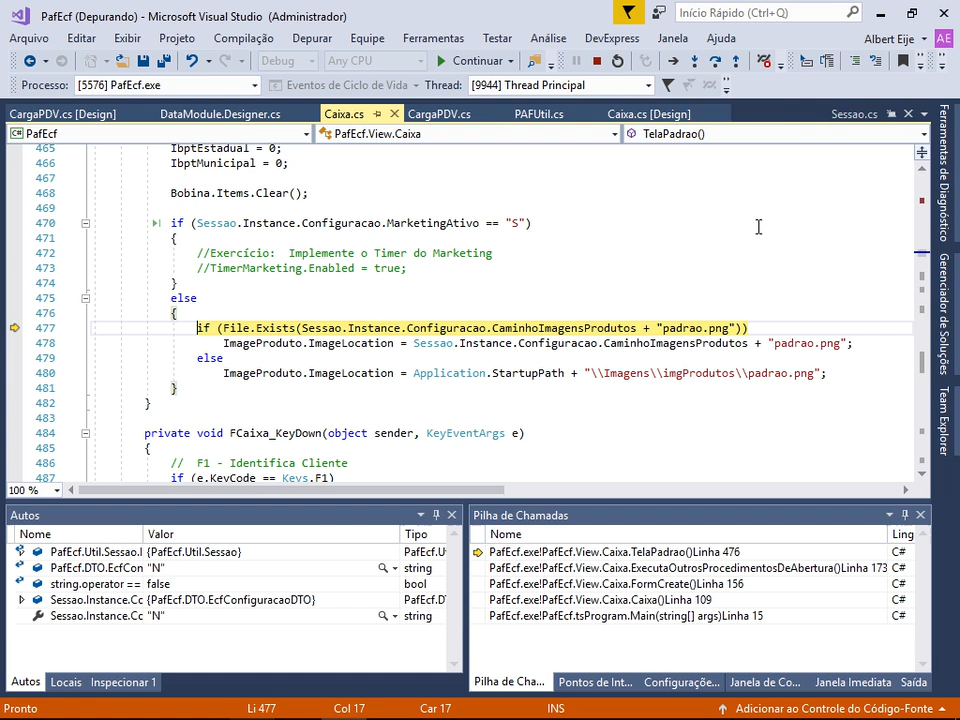 PafEcf (Depurando) - Microsoft Visual Studio (Administrador)
Início Rápido (Ctrl+Q)
Arquivo Editar Exibir Projeto Compilação Depurar Equipe Ferramentas Testar Análise DevExpress Janela Ajuda Albert Eije AE
Debug Any CPU Continuar
Processo: [5576] PafEcf.exe Eventos de Ciclo de Vida Thread: [9944] Thread Principal
CargaPDV.cs [Design] DataModule.Designer.cs Caixa.cs CargaPDV.cs PAFUtil.cs Caixa.cs [Design] Sessao.cs
PafEcf PafEcf.View.Caixa TelaPadrao()
465 IbptEstadual = 0;
466 IbptMunicipal = 0;
467
468 Bobina.Items.Clear();
469
470 if (Sessao.Instance.Configuracao.MarketingAtivo == "S")
471 {
472 //Exercício:  Implemente o Timer do Marketing
473 //TimerMarketing.Enabled = true;
474 }
475 else
476 {
477 if (File.Exists(Sessao.Instance.Configuracao.CaminhoImagensProdutos + "padrao.png"))
478 ImageProduto.ImageLocation = Sessao.Instance.Configuracao.CaminhoImagensProdutos + "padrao.png";
479 else
480 ImageProduto.ImageLocation = Application.StartupPath + "\\Imagens\\imgProdutos\\padrao.png";
481 }
482 }
483
484 private void FCaixa_KeyDown(object sender, KeyEventArgs e)
485 {
486 //  F1 - Identifica Cliente
487 if (e.KeyCode == Keys.F1)
100 %
Ferramentas de Diagnóstico
Gerenciador de Soluções
Team Explorer
Autos
Nome Valor Tipo
PafEcf.Util.Sessao.I {PafEcf.Util.Sessao} PafEcf.U
PafEcf.DTO.EcfCon "N" string
string.operator == false bool
Sessao.Instance.Cc {PafEcf.DTO.EcfConfiguracaoDTO} PafEcf.D
Sessao.Instance.Cc "N" string
Autos Locais Inspecionar 1
Pilha de Chamadas
Nome Ling
PafEcf.exe!PafEcf.View.Caixa.TelaPadrao()Linha 476 C#
PafEcf.exe!PafEcf.View.Caixa.ExecutaOutrosProcedimentosDeAbertura()Linha 173 C#
PafEcf.exe!PafEcf.View.Caixa.FormCreate()Linha 156 C#
PafEcf.exe!PafEcf.View.Caixa.Caixa()Linha 109 C#
PafEcf.exe!PafEcf.tsProgram.Main(string[] args)Linha 15 C#
Pilha de Cha... Pontos de Int... Configuraçõe... Janela de Co... Janela Imediata Saída
Pronto Li 477 Col 17 Car 17 INS Adicionar ao Controle do Código-Fonte